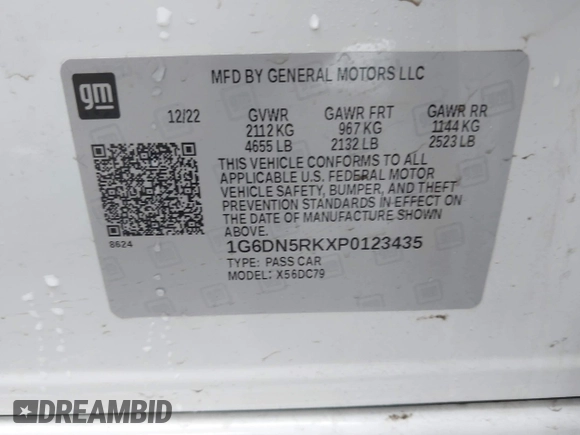 gm
MFD BY GENERAL MOTORS LLC
12/22 GVWR GAWR FRT GAWR RR
2112 KG 967 KG 1144 KG
4655 LB 2132 LB 2523 LB
THIS VEHICLE CONFORMS TO ALL
APPLICABLE U.S. FEDERAL MOTOR
VEHICLE SAFETY, BUMPER, AND THEFT
PREVENTION STANDARDS IN EFFECT ON
THE DATE OF MANUFACTURE SHOWN
ABOVE.
8624
1G6DN5RKXP0123435
TYPE: PASS CAR
MODEL: X56DC79
DREAMBID